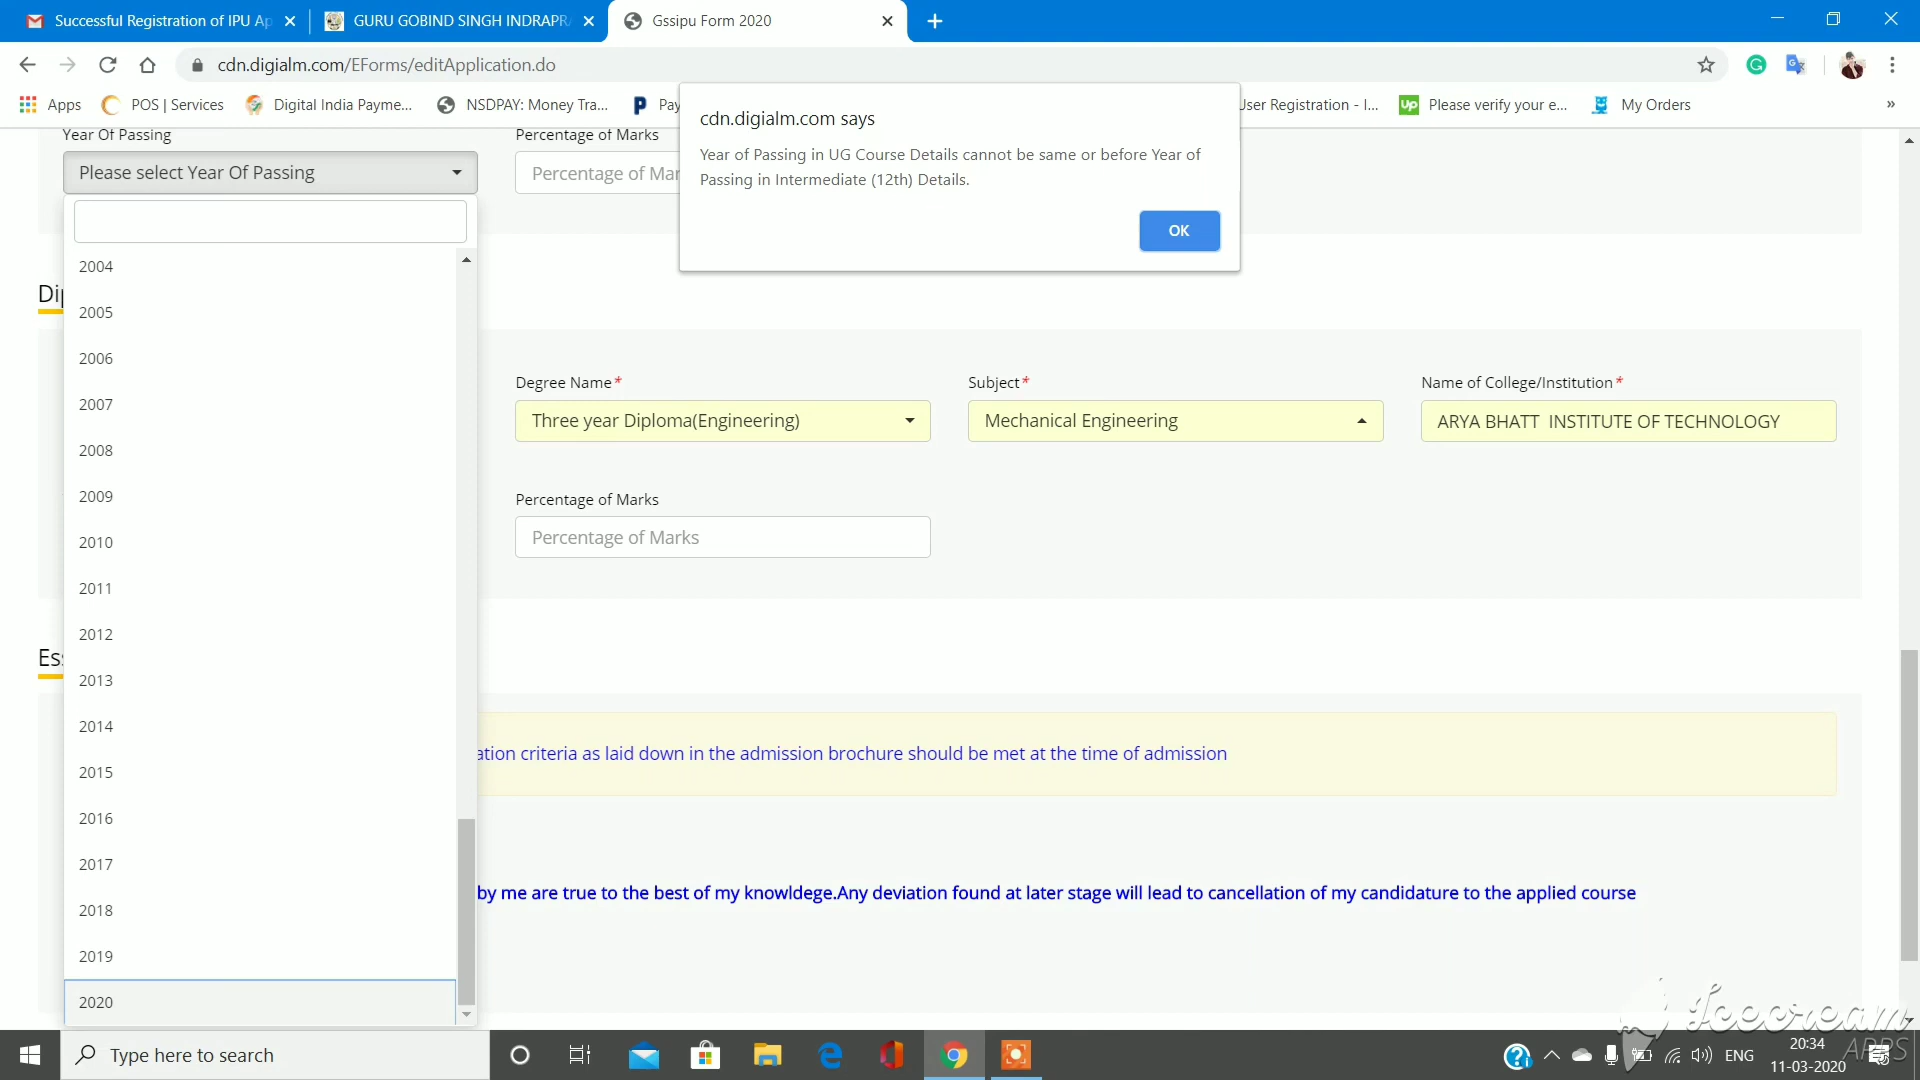 Successful Registration of IPU Ap
GURU GOBIND SINGH INDRAPR
Gssipu Form 2020
cdn.digialm.com/EForms/editApplication.do
Apps
POS | Services
Digital India Payme...
NSDPAY: Money Tra...
Pay
User Registration - I...
Please verify your e...
My Orders
»
cdn.digialm.com says
Year of Passing in UG Course Details cannot be same or before Year of
Passing in Intermediate (12th) Details.
OK
Year Of Passing
Percentage of Marks
Please select Year Of Passing
Percentage of Mar
2004
2005
2006
2007
2008
2009
2010
2011
2012
2013
2014
2015
2016
2017
2018
2019
2020
Dip
Degree Name*
Subject*
Name of College/Institution*
Three year Diploma(Engineering)
Mechanical Engineering
ARYA BHATT INSTITUTE OF TECHNOLOGY
Percentage of Marks
Percentage of Marks
Ess
ation criteria as laid down in the admission brochure should be met at the time of admission
by me are true to the best of my knowldege.Any deviation found at later stage will lead to cancellation of my candidature to the applied course
Icecream
APPS
Type here to search
ENG
20:34
11-03-2020